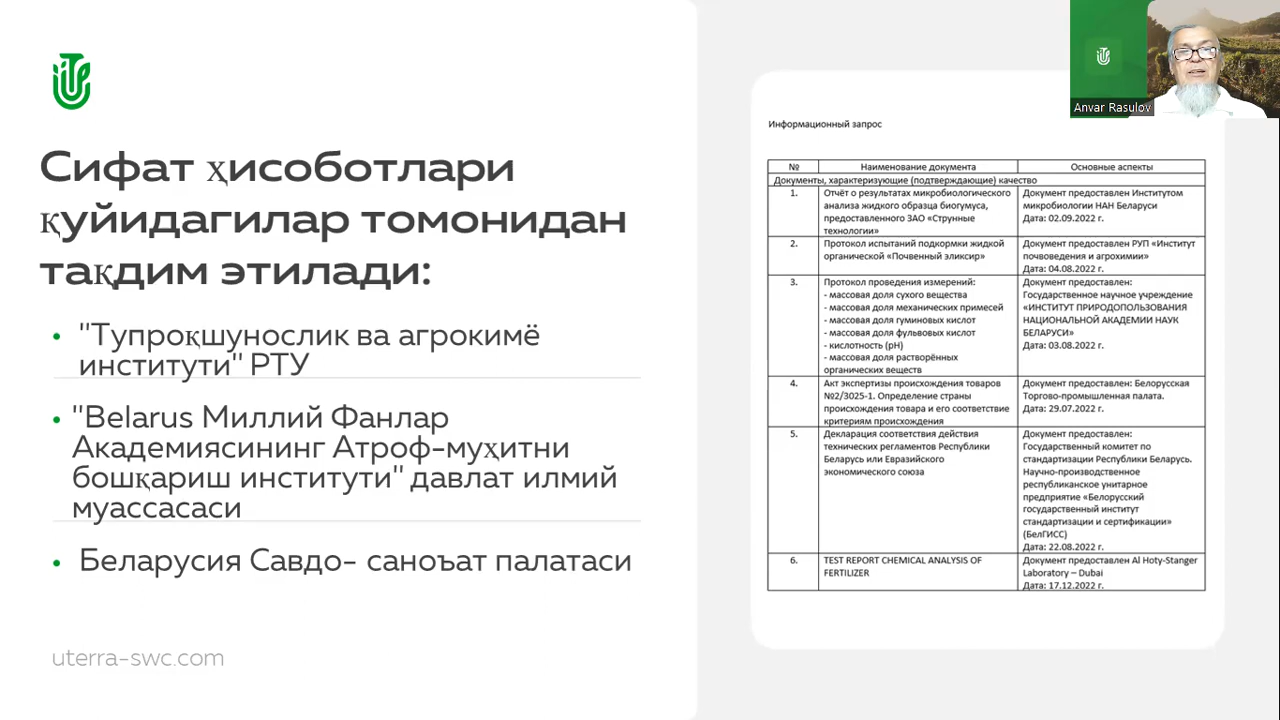 Сифат ҳисоботлари
қуйидагилар томонидан
тақдим этилади:
• "Тупроқшунослик ва агрокимё
институти" РТУ
• "Belarus Миллий Фанлар
Академиясининг Атроф-муҳитни
бошқариш институти" давлат илмий
муассасаси
• Беларусия Савдо- саноъат палатаси
uterra-swc.com
Anvar Rasulov
Информационный запрос
№ Наименование документа Основные аспекты
Документы, характеризующие (подтверждающие) качество
1. Отчёт о результатах микробиологического Документ предоставлен Институтом
анализа жидкого образца биогумуса, микробиологии НАН Беларуси
предоставленного ЗАО «Струнные Дата: 02.09.2022 г.
технологии»
2. Протокол испытаний подкормки жидкой Документ предоставлен РУП «Институт
органической «Почвенный эликсир» почвоведения и агрохимии»
Дата: 04.08.2022 г.
3. Протокол проведения измерений: Документ предоставлен:
- массовая доля сухого вещества Государственное научное учреждение
- массовая доля механических примесей «ИНСТИТУТ ПРИРОДОПОЛЬЗОВАНИЯ
- массовая доля гуминовых кислот НАЦИОНАЛЬНОЙ АКАДЕМИИ НАУК
- массовая доля фульвовых кислот БЕЛАРУСИ»
- кислотность (pH) Дата: 03.08.2022 г.
- массовая доля растворённых
органических веществ
4. Акт экспертизы происхождения товаров Документ предоставлен: Белорусская
№2/3025-1. Определение страны Торгово-промышленная палата.
происхождения товара и его соответствие Дата: 29.07.2022 г.
критериям происхождения
5. Декларация соответствия действия Документ предоставлен:
технических регламентов Республики Государственный комитет по
Беларусь или Евразийского стандартизации Республики Беларусь.
экономического союза Научно-производственное
республиканское унитарное
предприятие «Белорусский
государственный институт
стандартизации и сертификации»
(БелГИСС)
Дата: 22.08.2022 г.
6. TEST REPORT CHEMICAL ANALYSIS OF Документ предоставлен Al Hoty-Stanger
FERTILIZER Laboratory – Dubai
Дата: 17.12.2022 г.